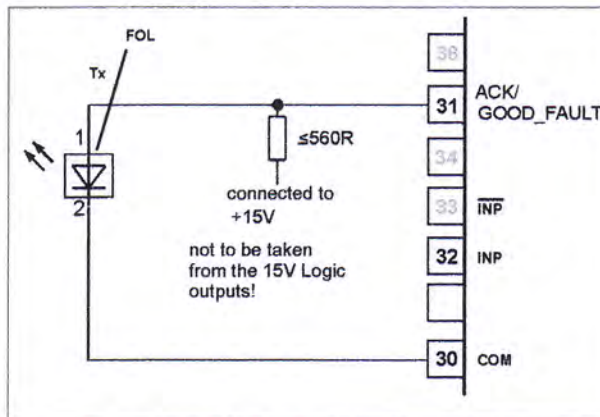 FOL
Tx
36
31
ACK/
GOOD_FAULT
1
≤560R
34
connected to
+15V
2
33
INP
not to be taken
from the 15V Logic
outputs!
32
INP
30
COM